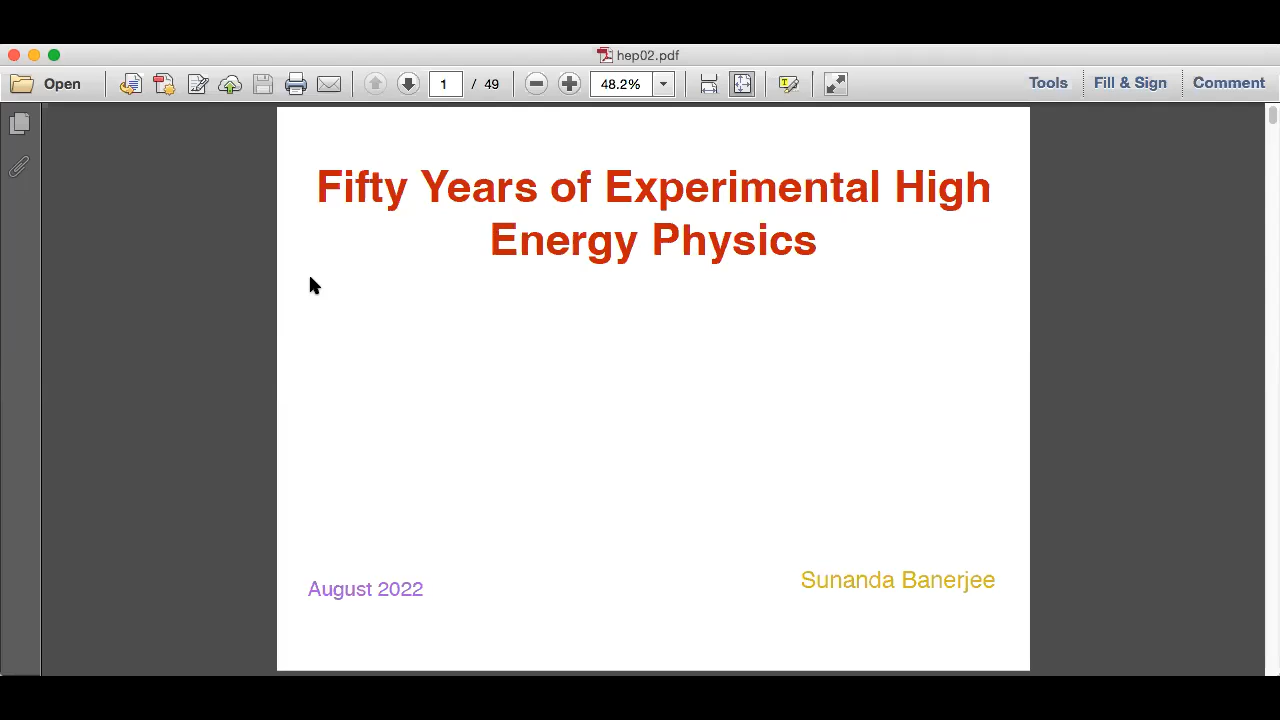 hep02.pdf
Open
1 / 49
48.2%
Tools
Fill & Sign
Comment
Fifty Years of Experimental High
Energy Physics
August 2022
Sunanda Banerjee